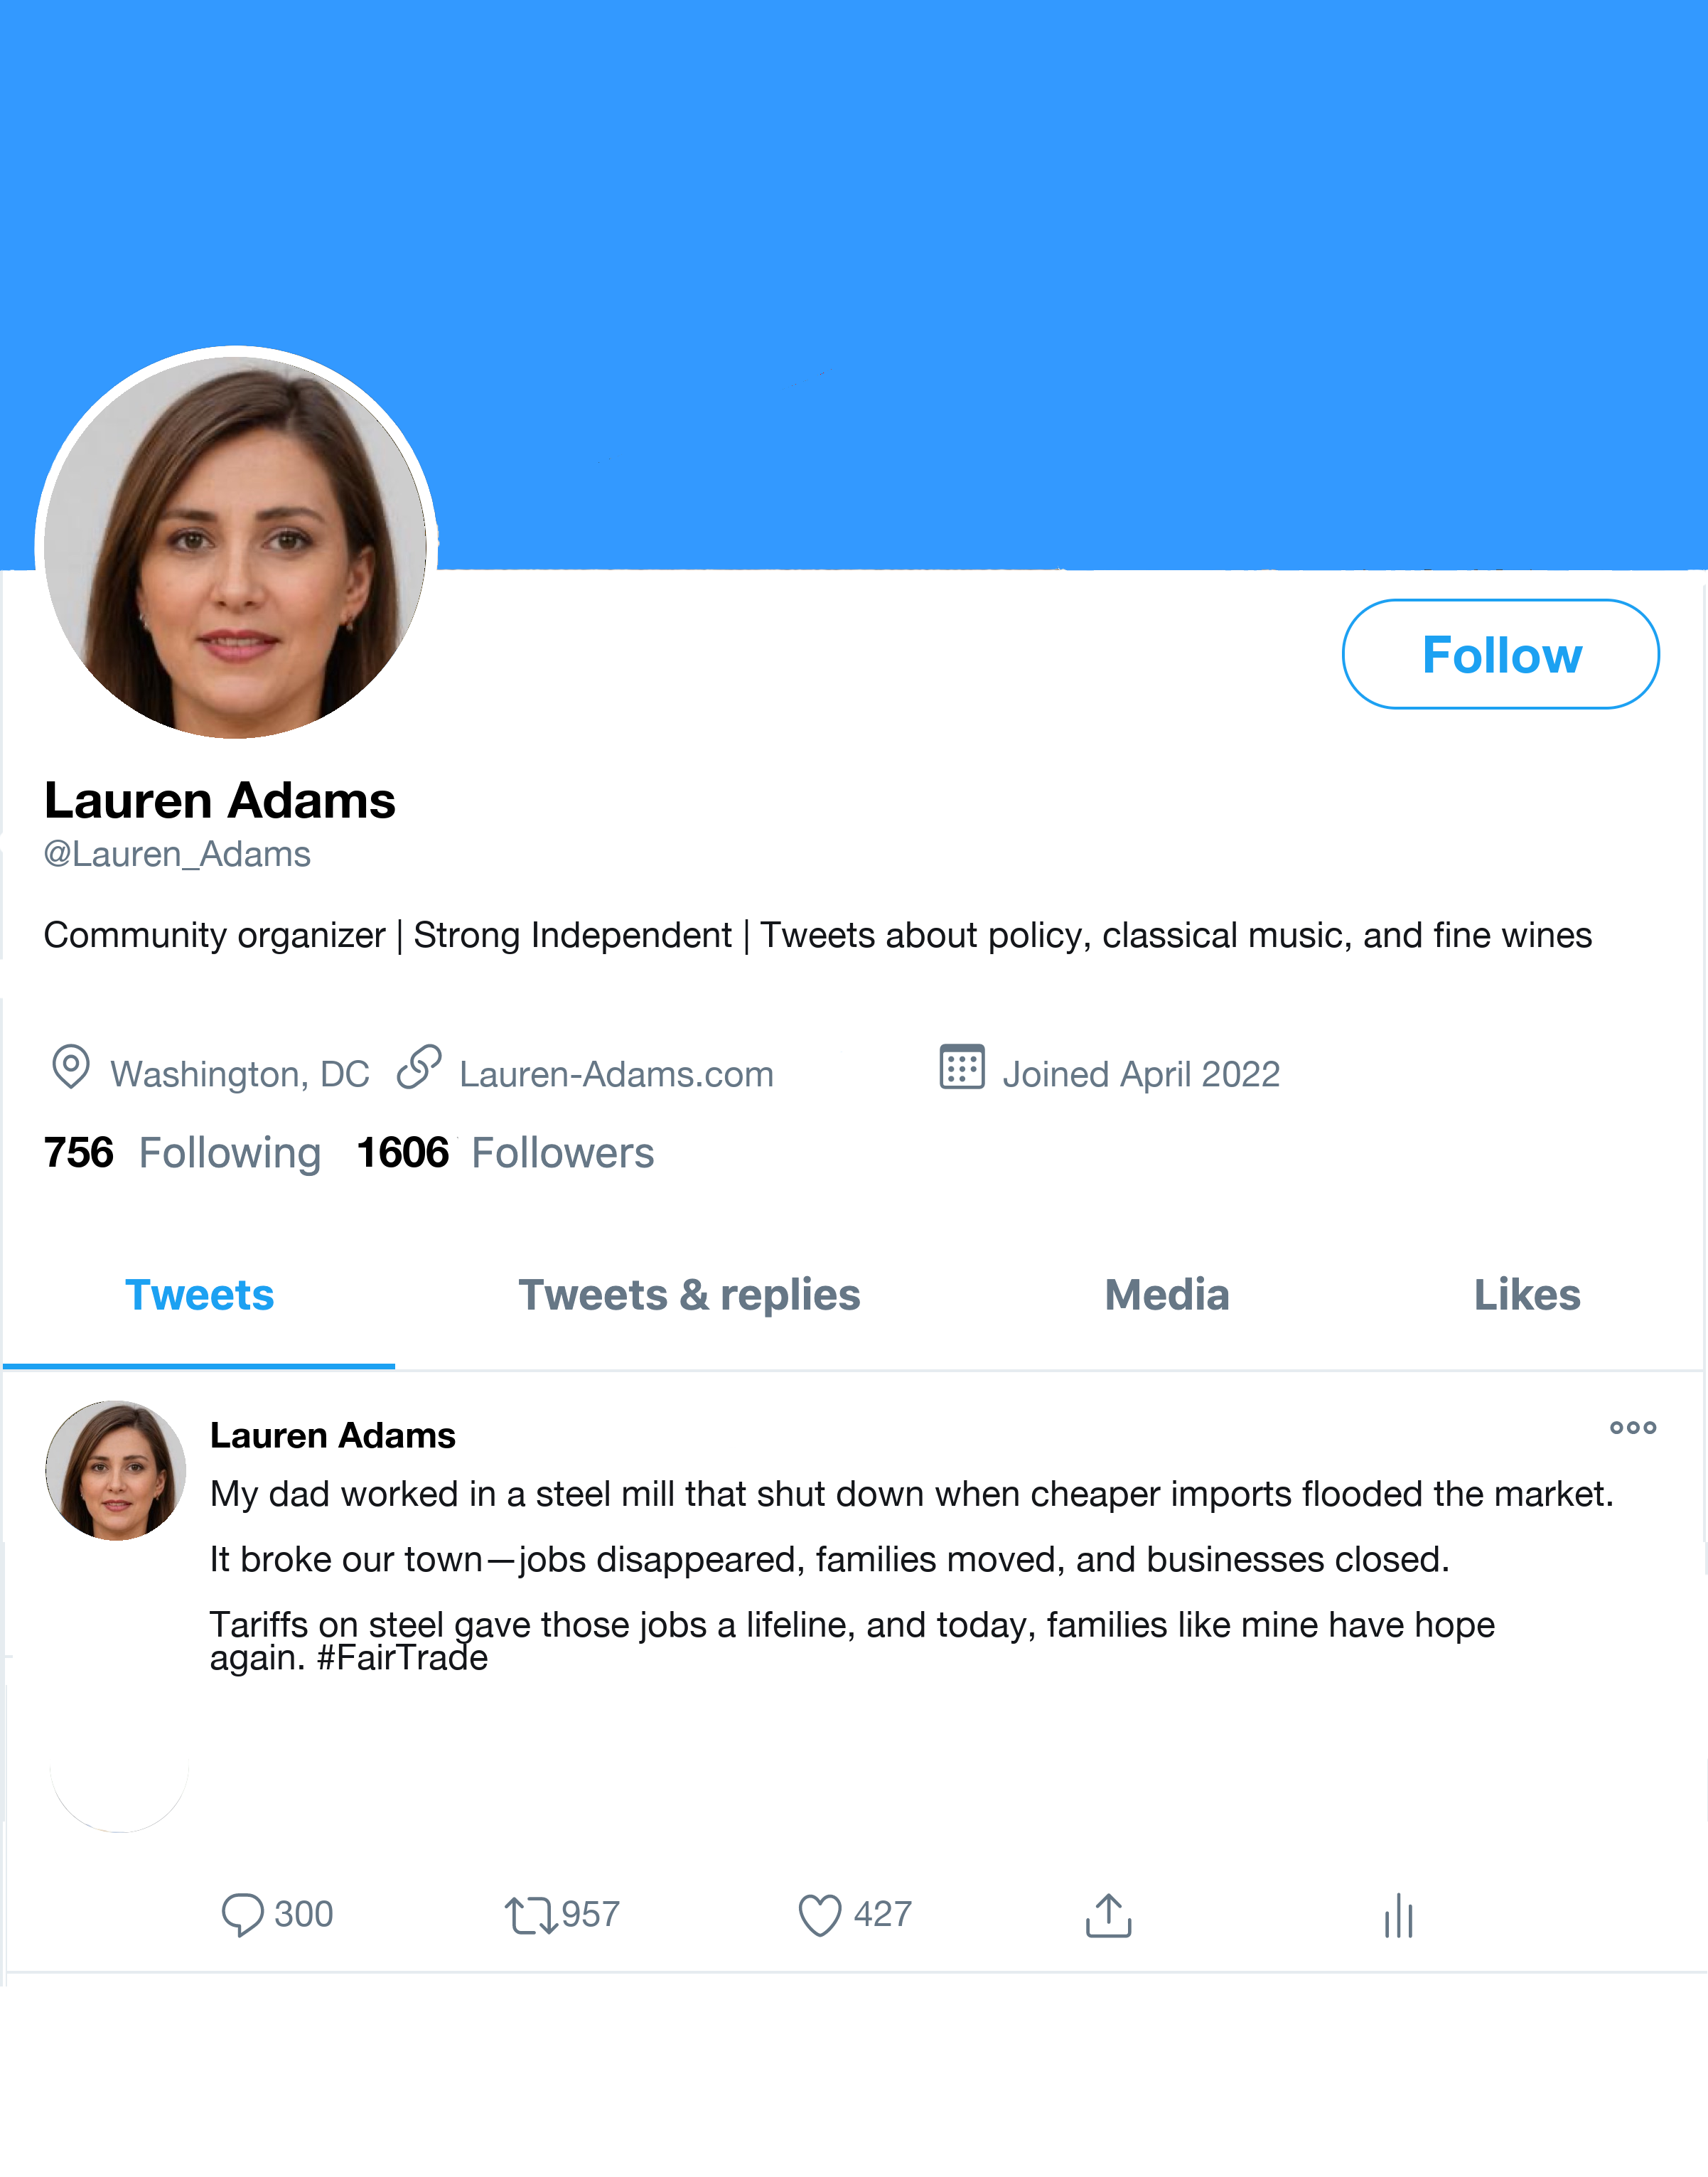 Follow
Lauren Adams
@Lauren_Adams
Community organizer | Strong Independent | Tweets about policy, classical music, and fine wines
Washington, DC Lauren-Adams.com Joined April 2022
756 Following 1606 Followers
Tweets Tweets & replies Media Likes
Lauren Adams
My dad worked in a steel mill that shut down when cheaper imports flooded the market.
It broke our town—jobs disappeared, families moved, and businesses closed.
Tariffs on steel gave those jobs a lifeline, and today, families like mine have hope
again. #FairTrade
300 957 427